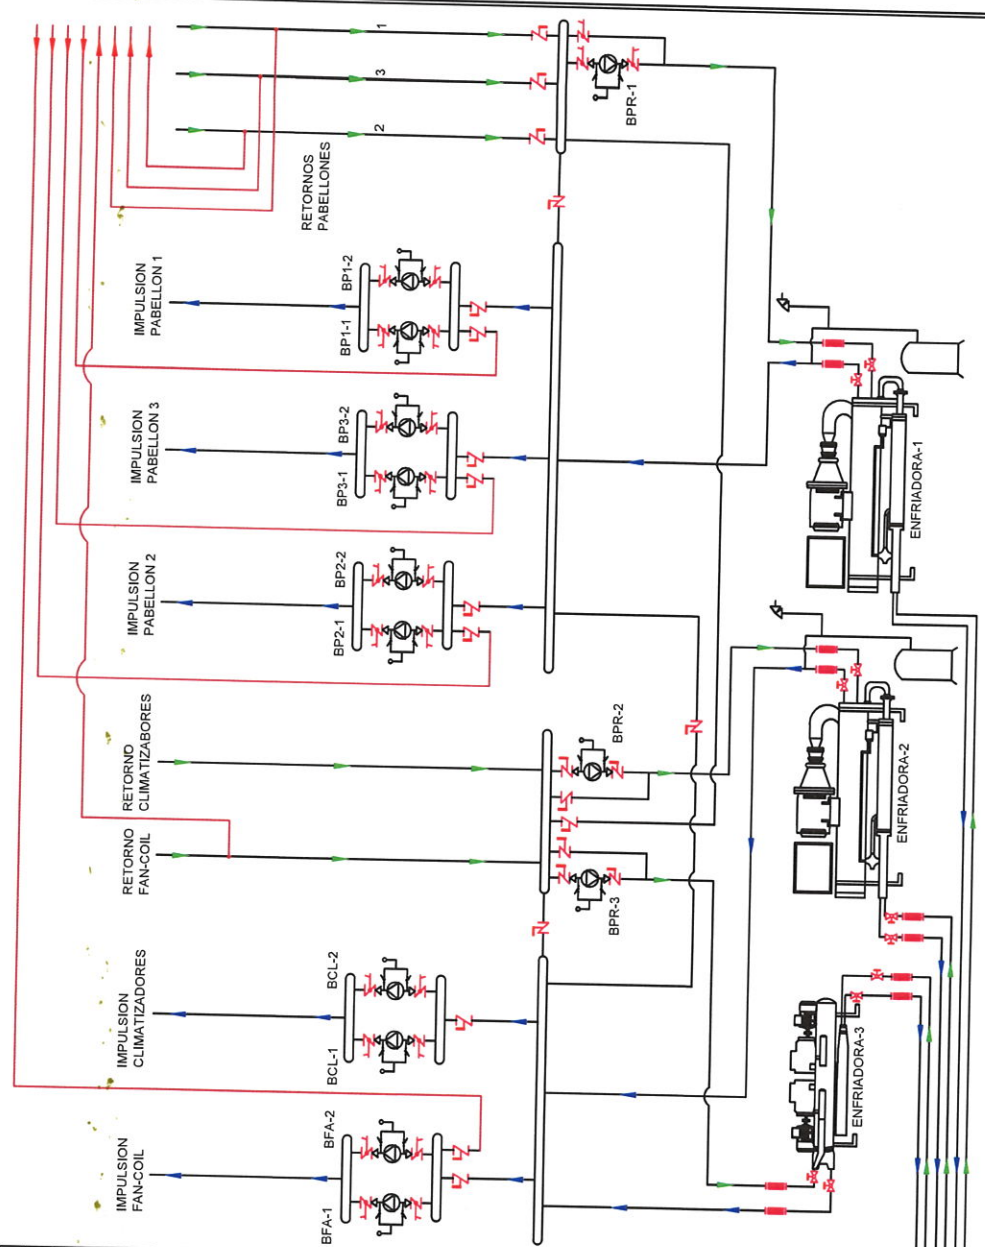 1
3
2
RETORNOS
PABELLONES
BPR-1
IMPULSION
PABELLON 1
BP1-2
BP1-1
IMPULSION
PABELLON 3
BP3-2
BP3-1
ENFRIADORA-1
IMPULSION
PABELLON 2
BP2-2
BP2-1
RETORNO
CLIMATIZABORES
BPR-2
ENFRIADORA-2
RETORNO
FAN-COIL
BPR-3
IMPULSION
CLIMATIZADORES
BCL-2
BCL-1
ENFRIADORA-3
IMPULSION
FAN-COIL
BFA-2
BFA-1